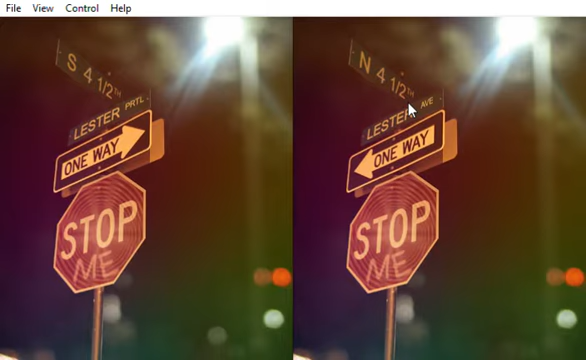 File View Control Help
S 4 1/2TH
LESTER PRTL
ONE WAY
STOP
ME
N 4 1/2TH
LESTER AVE
ONE WAY
STOP
ME